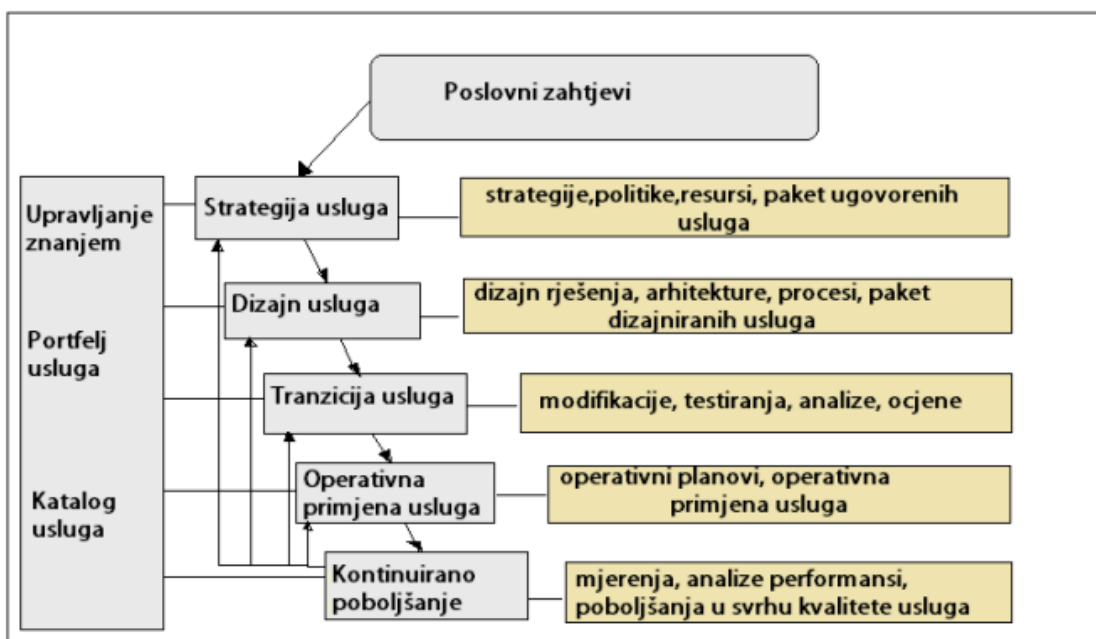 Poslovni zahtjevi
Upravljanje
znanjem
Portfelj
usluga
Katalog
usluga
Strategija usluga
strategije,politike,resursi, paket ugovorenih
usluga
Dizajn usluga
dizajn rješenja, arhitekture, procesi, paket
dizajniranih usluga
Tranzicija usluga
modifikacije, testiranja, analize, ocjene
Operativna
primjena usluga
operativni planovi, operativna
primjena usluga
Kontinuirano
poboljšanje
mjerenja, analize performansi,
poboljšanja u svrhu kvalitete usluga